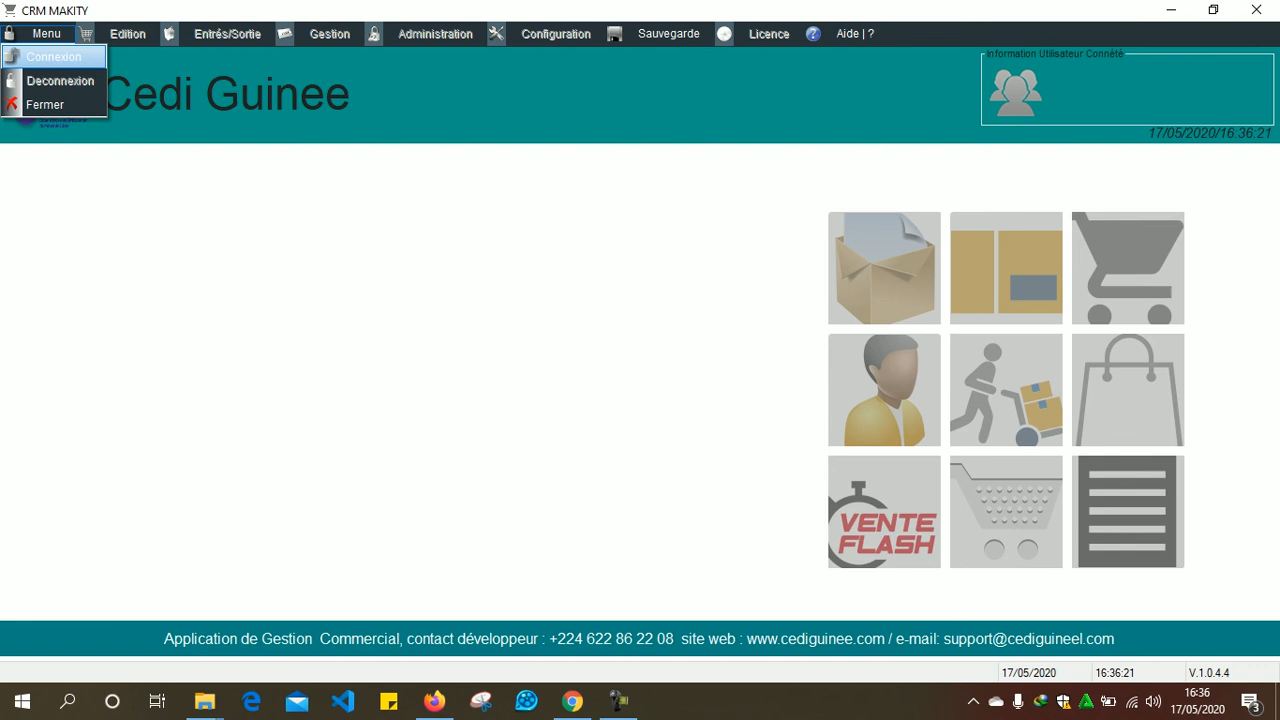 CRM MAKITY
Menu Edition Entrés/Sortie Gestion Administration Configuration Sauvegarde Licence Aide | ?
Connexion
Deconnexion
Fermer
Cedi Guinee
Information Utilisateur Connété
17/05/2020/16:36:21
VENTE
FLASH
Application de Gestion Commercial, contact développeur : +224 622 86 22 08 site web : www.cediguinee.com / e-mail: support@cediguineel.com
17/05/2020 16:36:21 V.1.0.4.4
16:36
17/05/2020
3